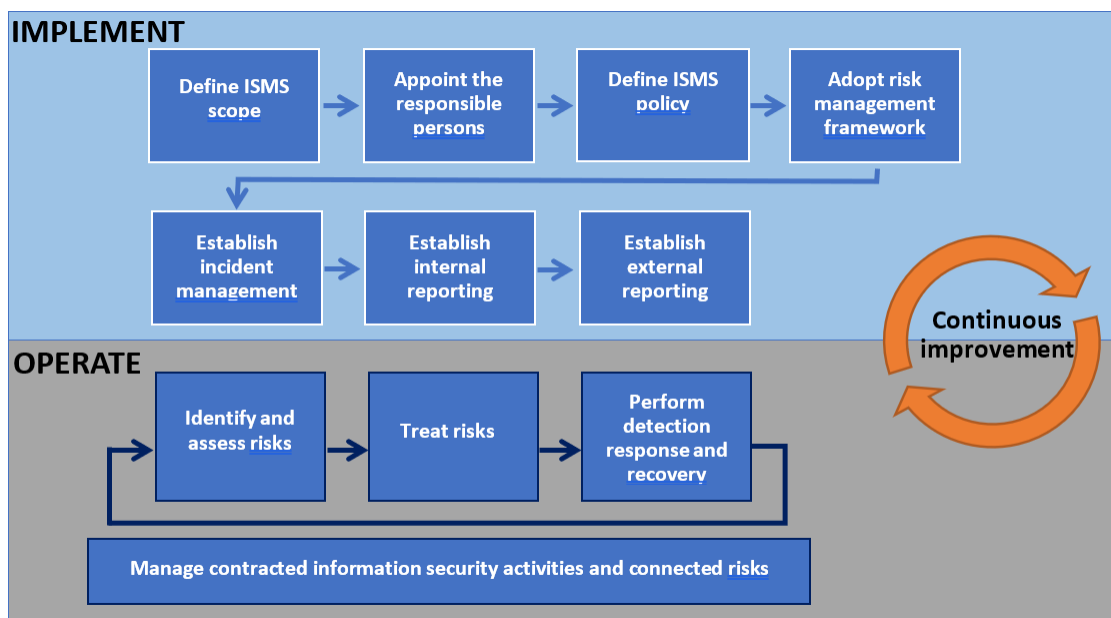 IMPLEMENT
Define ISMS
scope
Appoint the
responsible
persons
Define ISMS
policy
Adopt risk
management
framework
Establish
incident
management
Establish
internal
reporting
Establish
external
reporting
Continuous
improvement
OPERATE
Identify and
assess risks
Treat risks
Perform
detection
response and
recovery
Manage contracted information security activities and connected risks